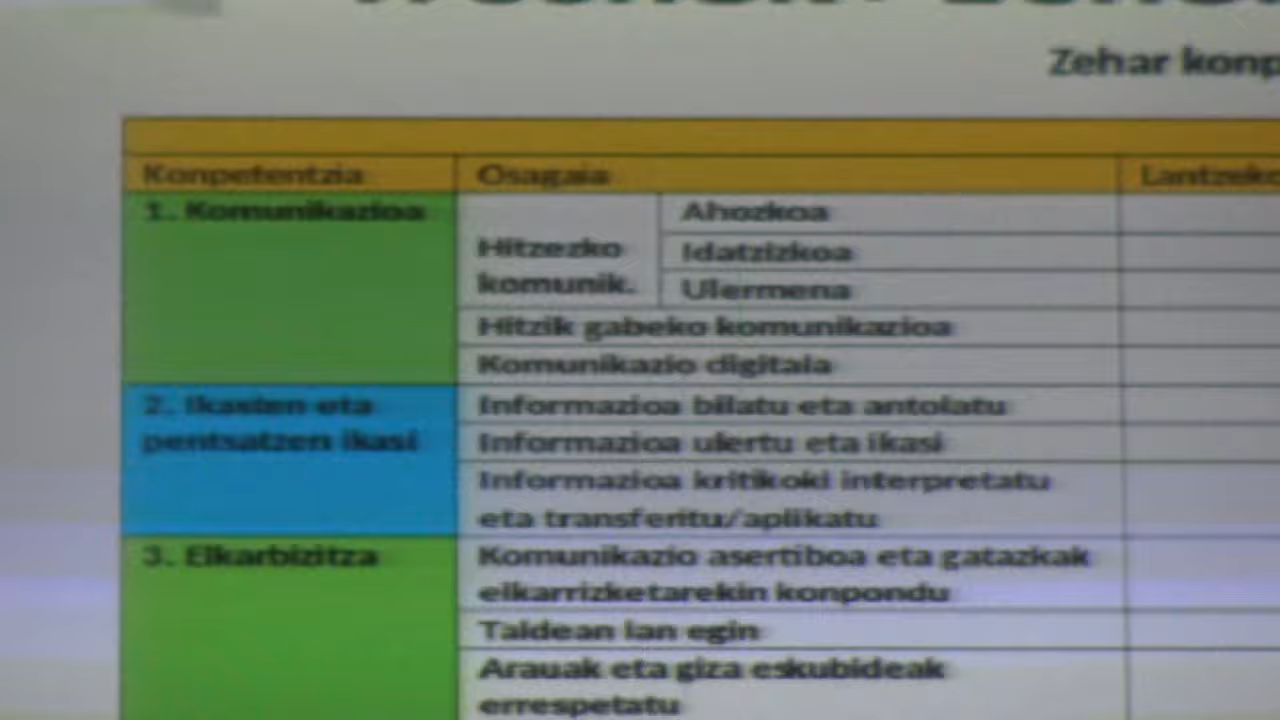 Zehar
Konpetentzia
Osagaia
1. Komunikazioa
Hitzezko
komunik.
Ahozkoa
Idatzizkoa
Ulermena
Hitzik gabeko komunikazioa
Komunikazio digitala
2. Ikasten eta
pentsatzen ikasi
Informazioa bilatu eta antolatu
Informazioa ulertu eta ikasi
Informazioa kritikoki interpretatu
eta transferitu/aplikatu
3. Elkarbizitza
Komunikazio asertiboa eta gatazkak
elkarrizketarekin konpondu
Taldean lan egin
Arauak eta giza eskubideak
errespetatu